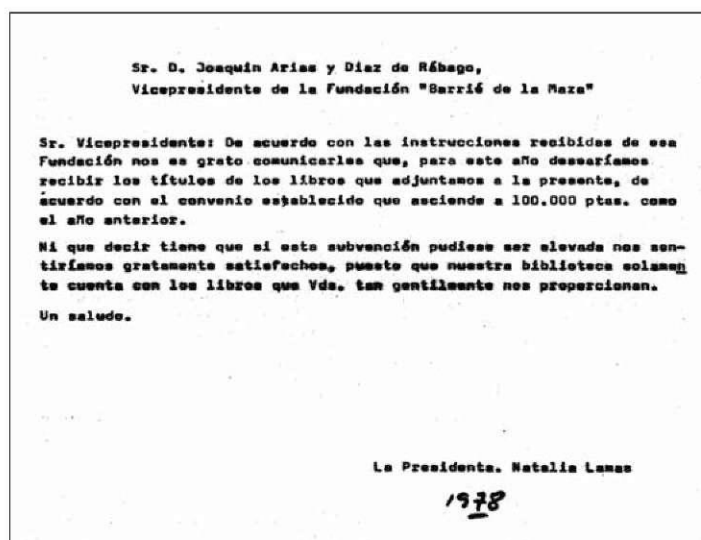 Sr. D. Joaquin Arias y Diaz de Rábago,
Vicepresidente de la Fundación "Barrié de la Maza"
Sr. Vicepresidente: De acuerdo con las instrucciones recibidas de esa
Fundación nos es grato comunicarles que, para este año desearíamos
recibir los títulos de los libros que adjuntamos a la presente, de
acuerdo con el convenio establecido que asciende a 100.000 ptas. como
el año anterior.
Ni que decir tiene que si esta subvención pudiese ser elevada nos sen-
tiríamos gratamente satisfechos, puesto que nuestra biblioteca solamen
te cuenta con los libros que Vds. tan gentilmente nos proporcionan.
Un saludo.
La Presidenta. Natalia Lamas
1978